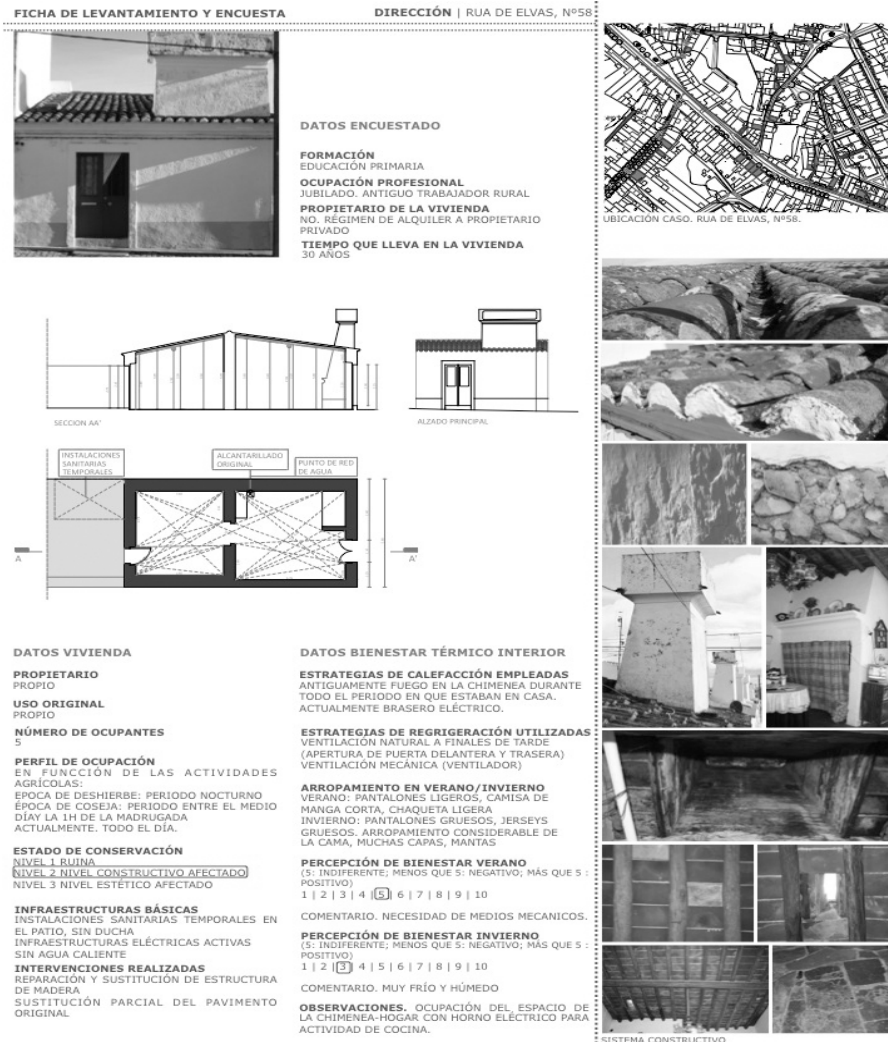 FICHA DE LEVANTAMIENTO Y ENCUESTA
DIRECCIÓN | RUA DE ELVAS, Nº58
DATOS ENCUESTADO
FORMACIÓN
EDUCACIÓN PRIMARIA
OCUPACIÓN PROFESIONAL
JUBILADO. ANTIGUO TRABAJADOR RURAL
PROPIETARIO DE LA VIVIENDA
NO. RÉGIMEN DE ALQUILER A PROPIETARIO
PRIVADO
TIEMPO QUE LLEVA EN LA VIVIENDA
30 AÑOS
UBICACIÓN CASO. RUA DE ELVAS, Nº58.
SECCION AA'
ALZADO PRINCIPAL
INSTALACIONES
SANITARIAS
TEMPORALES
ALCANTARILLADO
ORIGINAL
PUNTO DE RED
DE AGUA
A
A'
DATOS VIVIENDA
PROPIETARIO
PROPIO
USO ORIGINAL
PROPIO
NÚMERO DE OCUPANTES
5
PERFIL DE OCUPACIÓN
EN FUNCCIÓN DE LAS ACTIVIDADES
AGRÍCOLAS:
EPOCA DE DESHIERBE: PERIODO NOCTURNO
ÉPOCA DE COSEJA: PERIODO ENTRE EL MEDIO
DÍAY LA 1H DE LA MADRUGADA
ACTUALMENTE. TODO EL DÍA.
ESTADO DE CONSERVACIÓN
NIVEL 1 RUINA
NIVEL 2 NIVEL CONSTRUCTIVO AFECTADO
NIVEL 3 NIVEL ESTÉTICO AFECTADO
INFRAESTRUCTURAS BÁSICAS
INSTALACIONES SANITARIAS TEMPORALES EN
EL PATIO, SIN DUCHA
INFRAESTRUCTURAS ELÉCTRICAS ACTIVAS
SIN AGUA CALIENTE
INTERVENCIONES REALIZADAS
REPARACIÓN Y SUSTITUCIÓN DE ESTRUCTURA
DE MADERA
SUSTITUCIÓN PARCIAL DEL PAVIMENTO
ORIGINAL
DATOS BIENESTAR TÉRMICO INTERIOR
ESTRATEGIAS DE CALEFACCIÓN EMPLEADAS
ANTIGUAMENTE FUEGO EN LA CHIMENEA DURANTE
TODO EL PERIODO EN QUE ESTABAN EN CASA.
ACTUALMENTE BRASERO ELÉCTRICO.
ESTRATEGIAS DE REGRIGERACIÓN UTILIZADAS
VENTILACIÓN NATURAL A FINALES DE TARDE
(APERTURA DE PUERTA DELANTERA Y TRASERA)
VENTILACIÓN MECÁNICA (VENTILADOR)
ARROPAMIENTO EN VERANO/INVIERNO
VERANO: PANTALONES LIGEROS, CAMISA DE
MANGA CORTA, CHAQUETA LIGERA
INVIERNO: PANTALONES GRUESOS, JERSEYS
GRUESOS. ARROPAMIENTO CONSIDERABLE DE
LA CAMA, MUCHAS CAPAS, MANTAS
PERCEPCIÓN DE BIENESTAR VERANO
(5: INDIFERENTE; MENOS QUE 5: NEGATIVO; MÁS QUE 5 :
POSITIVO)
1 | 2 | 3 | 4 | 5 | 6 | 7 | 8 | 9 | 10
COMENTARIO. NECESIDAD DE MEDIOS MECANICOS.
PERCEPCIÓN DE BIENESTAR INVIERNO
(5: INDIFERENTE; MENOS QUE 5: NEGATIVO; MÁS QUE 5 :
POSITIVO)
1 | 2 | 3 | 4 | 5 | 6 | 7 | 8 | 9 | 10
COMENTARIO. MUY FRÍO Y HÚMEDO
OBSERVACIONES. OCUPACIÓN DEL ESPACIO DE
LA CHIMENEA-HOGAR CON HORNO ELÉCTRICO PARA
ACTIVIDAD DE COCINA.
SISTEMA CONSTRUCTIVO